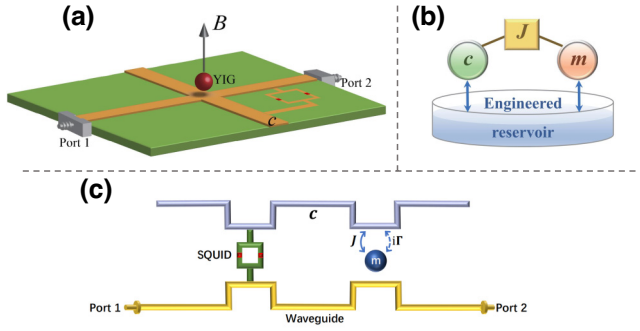 (a)
B
YIG
Port 2
Port 1
c
(b)
J
c
m
Engineered
reservoir
(c)
c
SQUID
J
iΓ
m
Port 1
Waveguide
Port 2